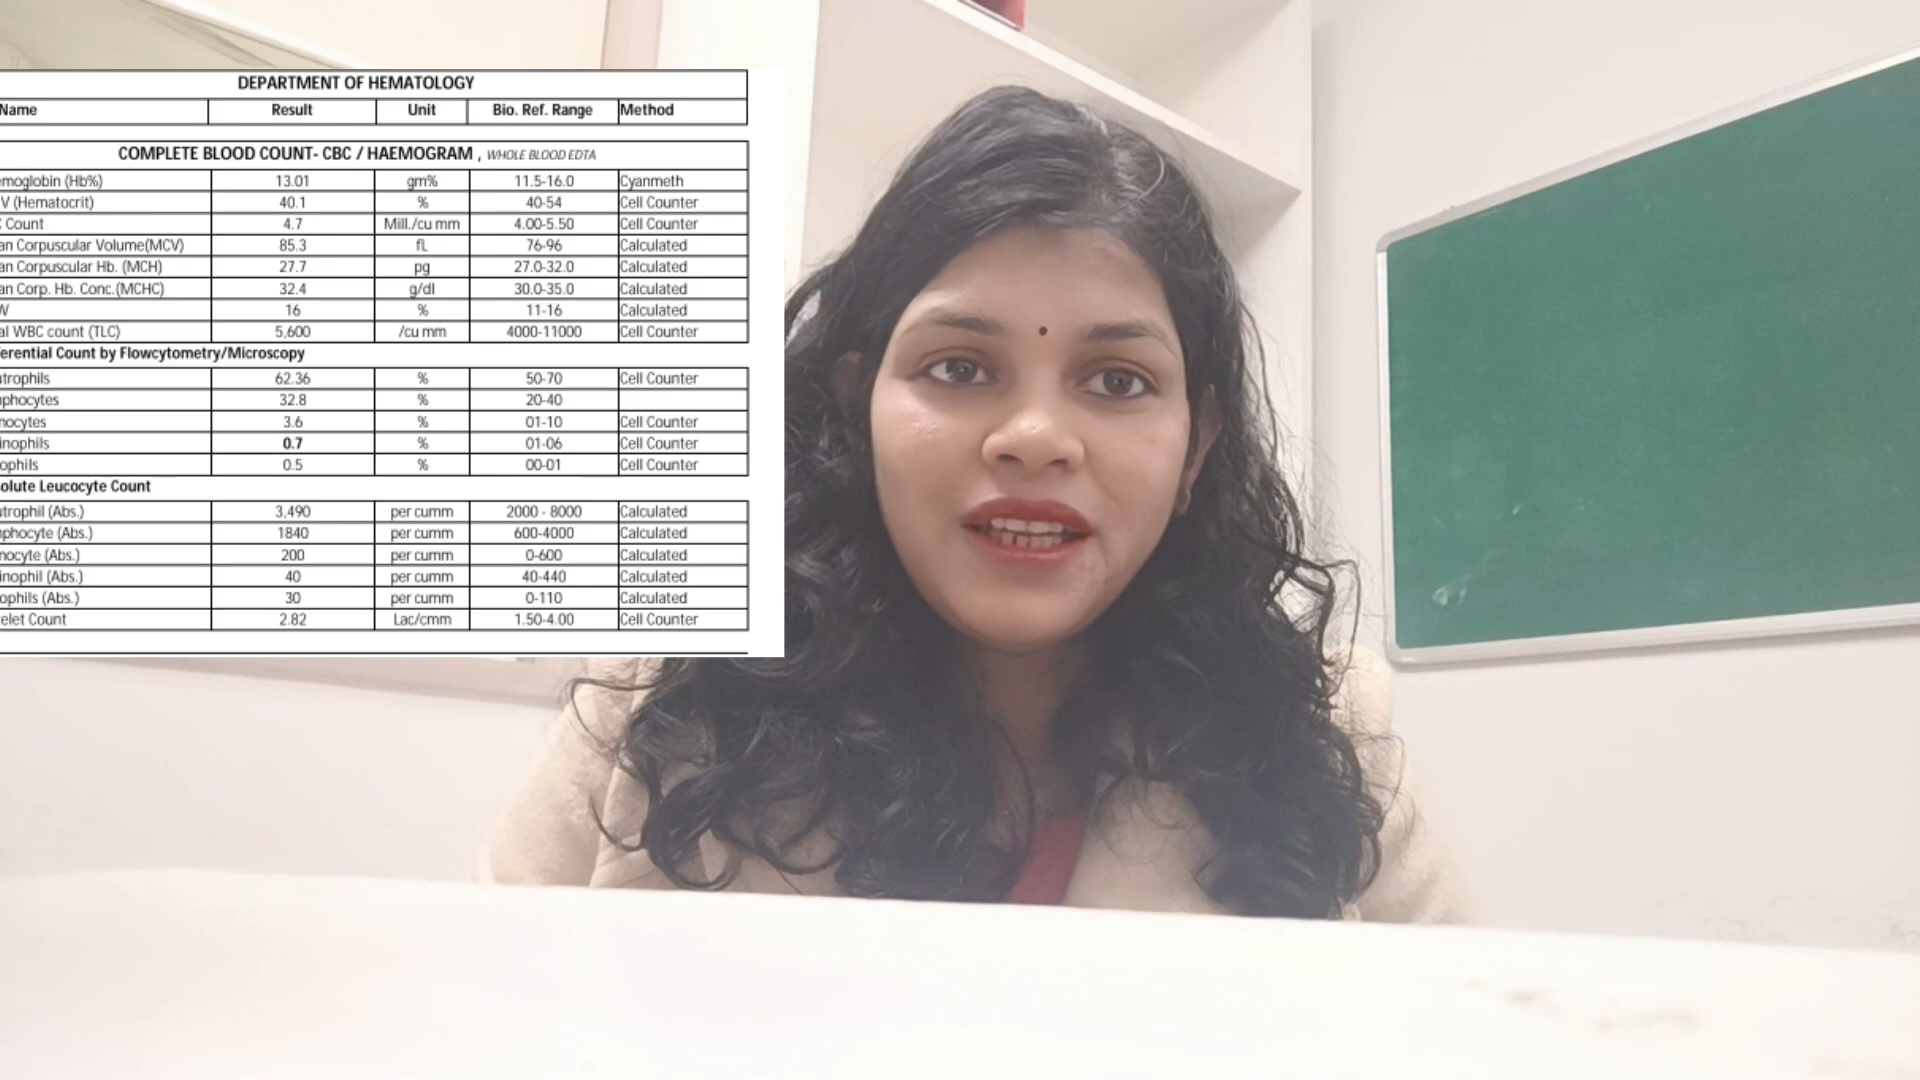 DEPARTMENT OF HEMATOLOGY
Name Result Unit Bio. Ref. Range Method
COMPLETE BLOOD COUNT- CBC / HAEMOGRAM , WHOLE BLOOD EDTA
emoglobin (Hb%) 13.01 gm% 11.5-16.0 Cyanmeth
V (Hematocrit) 40.1 % 40-54 Cell Counter
Count 4.7 Mill./cu mm 4.00-5.50 Cell Counter
an Corpuscular Volume(MCV) 85.3 fL 76-96 Calculated
an Corpuscular Hb. (MCH) 27.7 pg 27.0-32.0 Calculated
an Corp. Hb. Conc.(MCHC) 32.4 g/dl 30.0-35.0 Calculated
W 16 % 11-16 Calculated
al WBC count (TLC) 5,600 /cu mm 4000-11000 Cell Counter
erential Count by Flowcytometry/Microscopy
trophils 62.36 % 50-70 Cell Counter
phocytes 32.8 % 20-40
nocytes 3.6 % 01-10 Cell Counter
inophils 0.7 % 01-06 Cell Counter
ophils 0.5 % 00-01 Cell Counter
olute Leucocyte Count
trophil (Abs.) 3,490 per cumm 2000 - 8000 Calculated
phocyte (Abs.) 1840 per cumm 600-4000 Calculated
nocyte (Abs.) 200 per cumm 0-600 Calculated
inophil (Abs.) 40 per cumm 40-440 Calculated
ophils (Abs.) 30 per cumm 0-110 Calculated
elet Count 2.82 Lac/cmm 1.50-4.00 Cell Counter